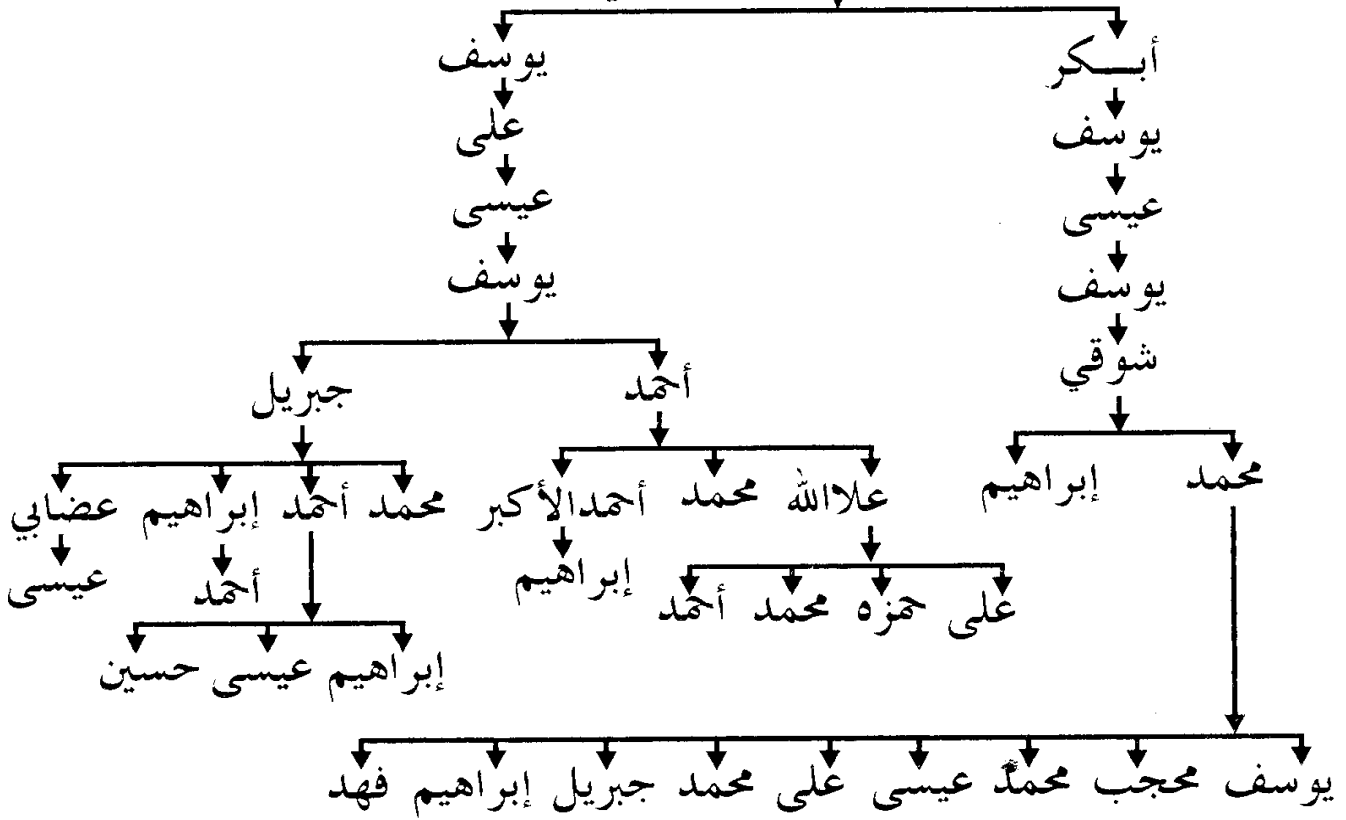 أبكر يوسف
يوسف على
عيسى عيسى
يوسف يوسف
شوقي
أحمد جبريل
محمد إبراهيم علاالله محمد أحمدالأكبر محمد أحمد إبراهيم عضابي
إبراهيم أحمد عيسى
على حمزه محمد أحمد
إبراهيم عيسى حسين
يوسف محجب محمد عيسى على محمد جبريل إبراهيم فهد